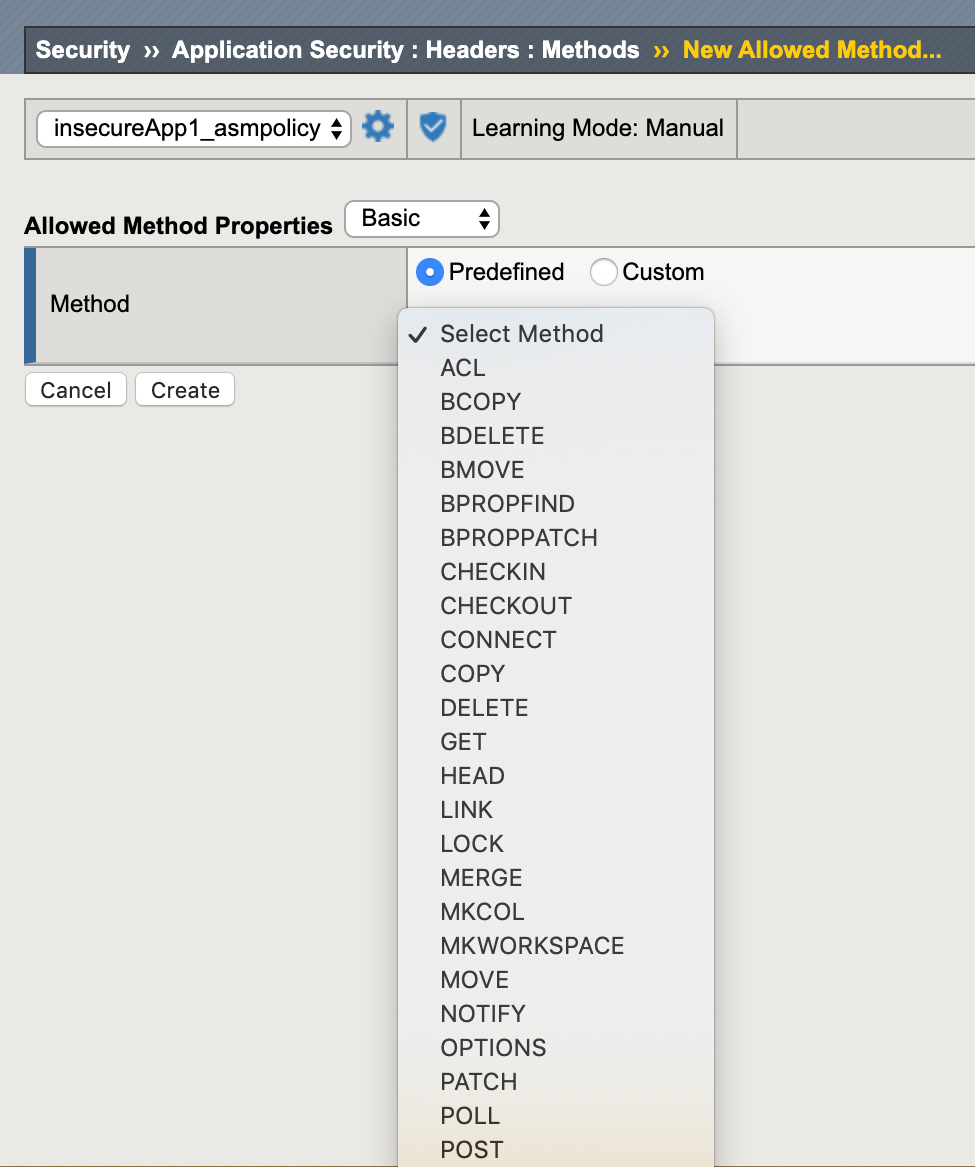 Security ›› Application Security : Headers : Methods ›› New Allowed Method...
insecureApp1_asmpolicy Learning Mode: Manual
Allowed Method Properties Basic
Predefined Custom
Method
✓ Select Method
ACL
BCOPY
BDELETE
BMOVE
BPROPFIND
BPROPPATCH
CHECKIN
CHECKOUT
CONNECT
COPY
DELETE
GET
HEAD
LINK
LOCK
MERGE
MKCOL
MKWORKSPACE
MOVE
NOTIFY
OPTIONS
PATCH
POLL
POST
Cancel Create